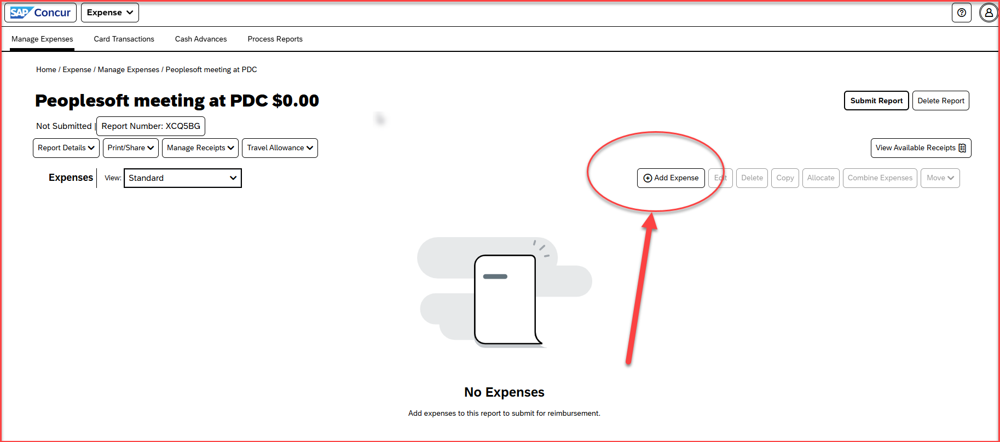 SAP Concur Expense
Manage Expenses Card Transactions Cash Advances Process Reports
Home / Expense / Manage Expenses / Peoplesoft meeting at PDC
Peoplesoft meeting at PDC $0.00
Submit Report Delete Report
Not Submitted | Report Number: XCQ5BG
Report Details Print/Share Manage Receipts Travel Allowance View Available Receipts
Expenses View: Standard Add Expense Edit Delete Copy Allocate Combine Expenses Move
No Expenses
Add expenses to this report to submit for reimbursement.